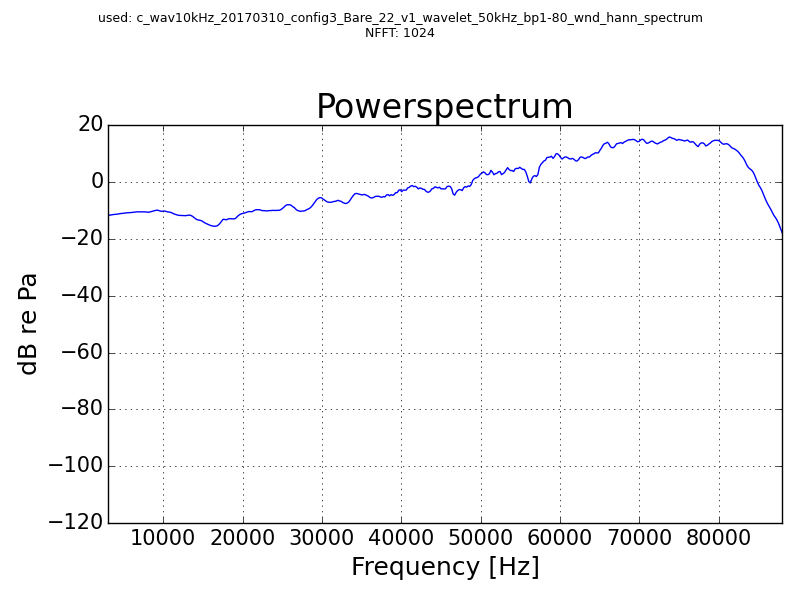 used: c_wav10kHz_20170310_config3_Bare_22_v1_wavelet_50kHz_bp1-80_wnd_hann_spectrum
NFFT: 1024
Powerspectrum
20
0
−20
−40
−60
−80
−100
−120
dB re Pa
10000 20000 30000 40000 50000 60000 70000 80000
Frequency [Hz]